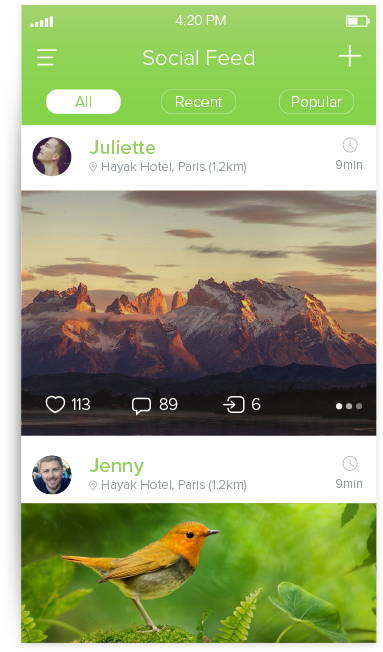 4:20 PM
Social Feed
All
Recent
Popular
Juliette
Hayak Hotel, Paris (1.2km)
9min
113
89
6
Jenny
Hayak Hotel, Paris (1.2km)
9min